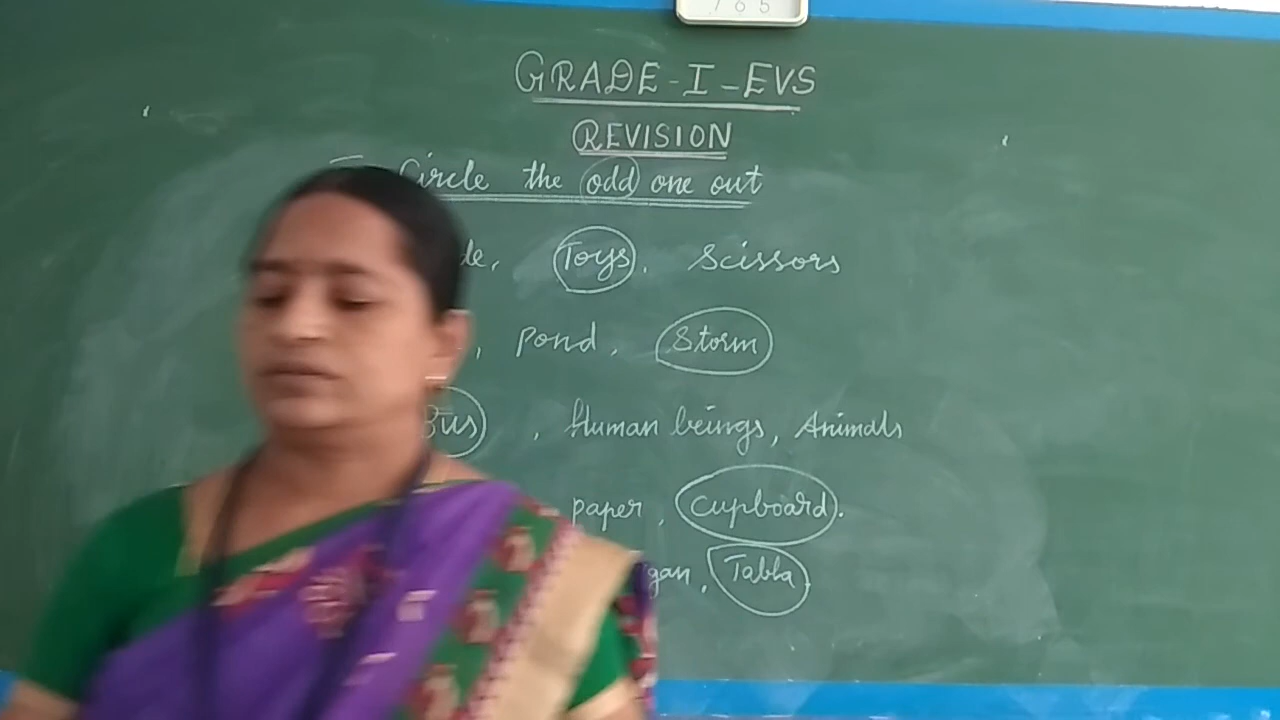 765
GRADE-I-EVS
REVISION
Circle the odd one out
Toys, Scissors
, pond, Storm
Bus, Human beings, Animals
paper, Cupboard.
Tabla.